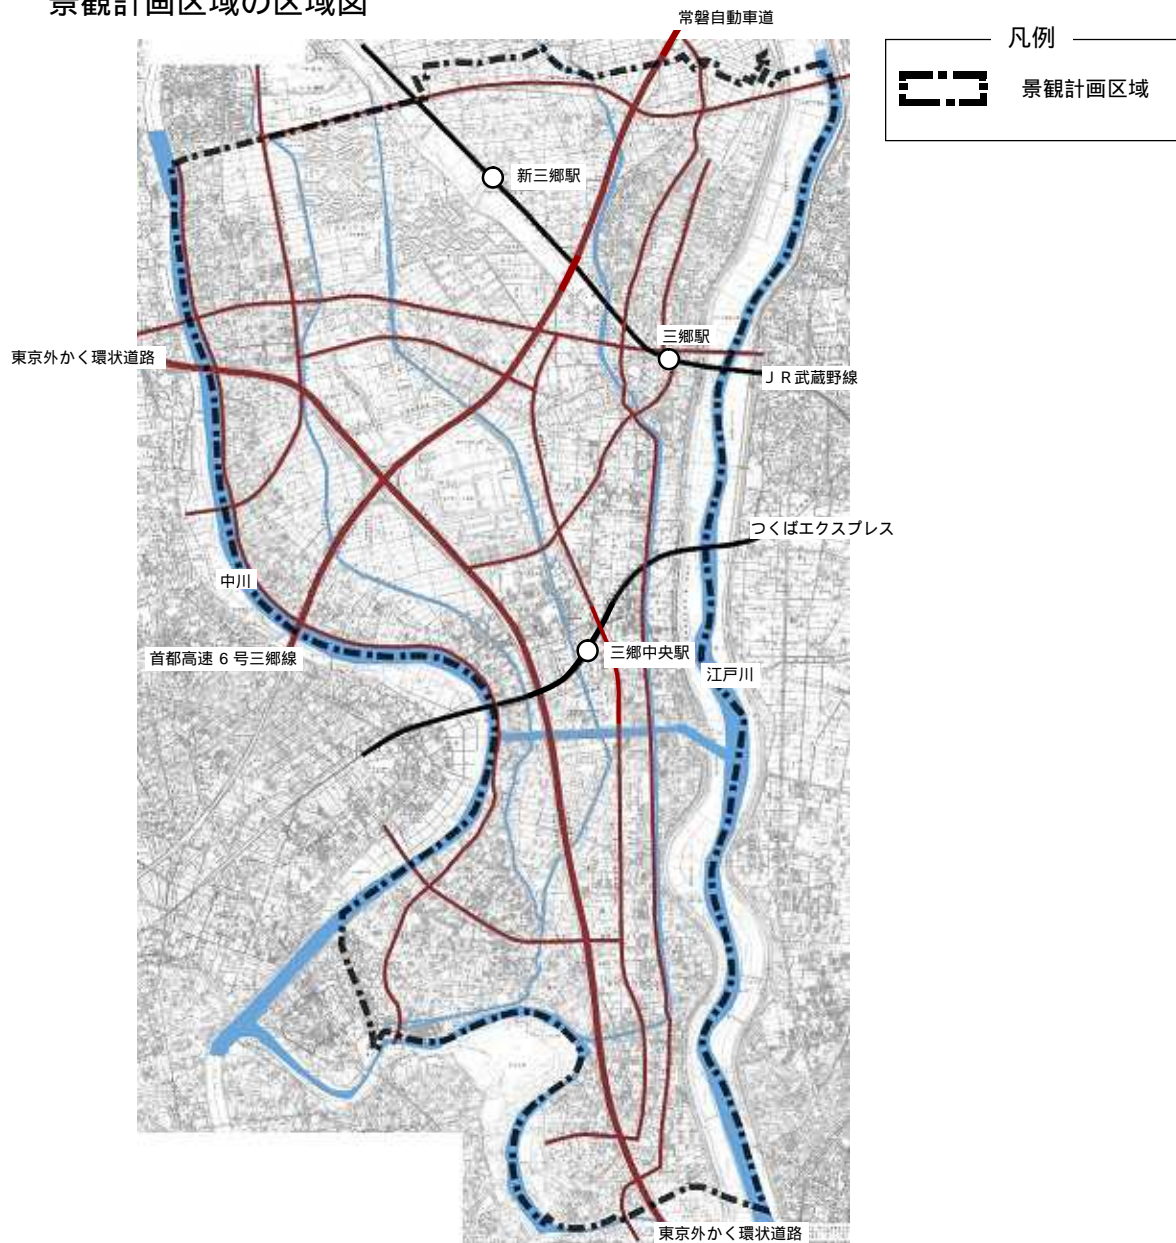 景観計画区域の区域図
常磐自動車道
凡例
景観計画区域
新三郷駅
三郷駅
東京外かく環状道路
ＪＲ武蔵野線
つくばエクスプレス
中川
首都高速６号三郷線
三郷中央駅
江戸川
東京外かく環状道路